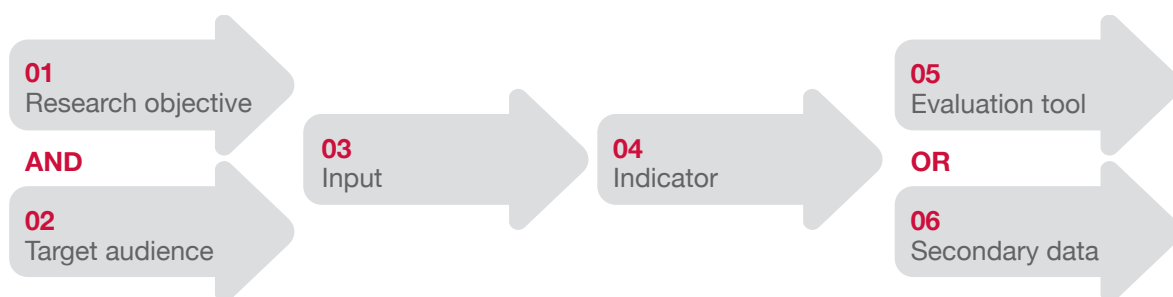 01
Research objective
AND
02
Target audience
03
Input
04
Indicator
05
Evaluation tool
OR
06
Secondary data